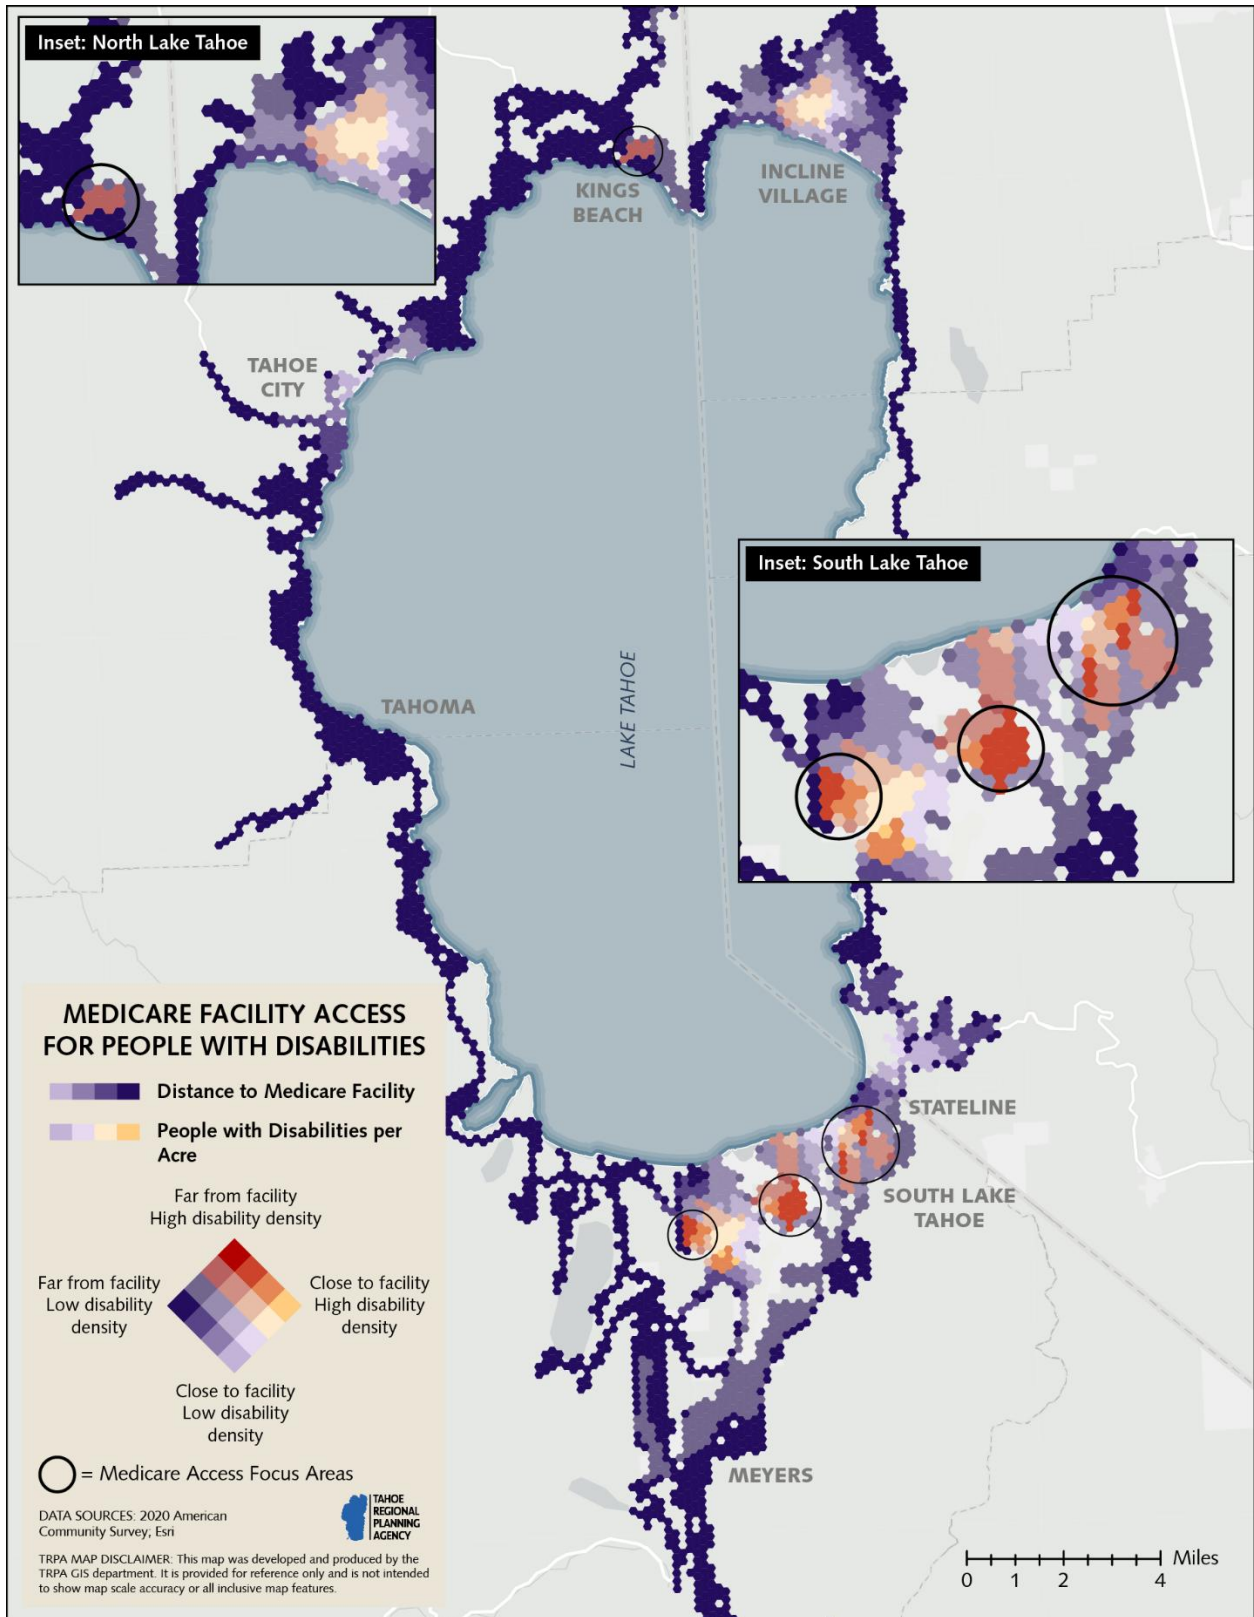 Inset: North Lake Tahoe
KINGS
BEACH
INCLINE
VILLAGE
TAHOE
CITY
Inset: South Lake Tahoe
TAHOMA
LAKE TAHOE
STATELINE
SOUTH LAKE
TAHOE
MEYERS
MEDICARE FACILITY ACCESS
FOR PEOPLE WITH DISABILITIES
Distance to Medicare Facility
People with Disabilities per
Acre
Far from facility
High disability density
Far from facility
Low disability
density
Close to facility
High disability
density
Close to facility
Low disability
density
= Medicare Access Focus Areas
DATA SOURCES: 2020 American
Community Survey; Esri
TAHOE
REGIONAL
PLANNING
AGENCY
TRPA MAP DISCLAIMER: This map was developed and produced by the
TRPA GIS department. It is provided for reference only and is not intended
to show map scale accuracy or all inclusive map features.
Miles
0 1 2 4